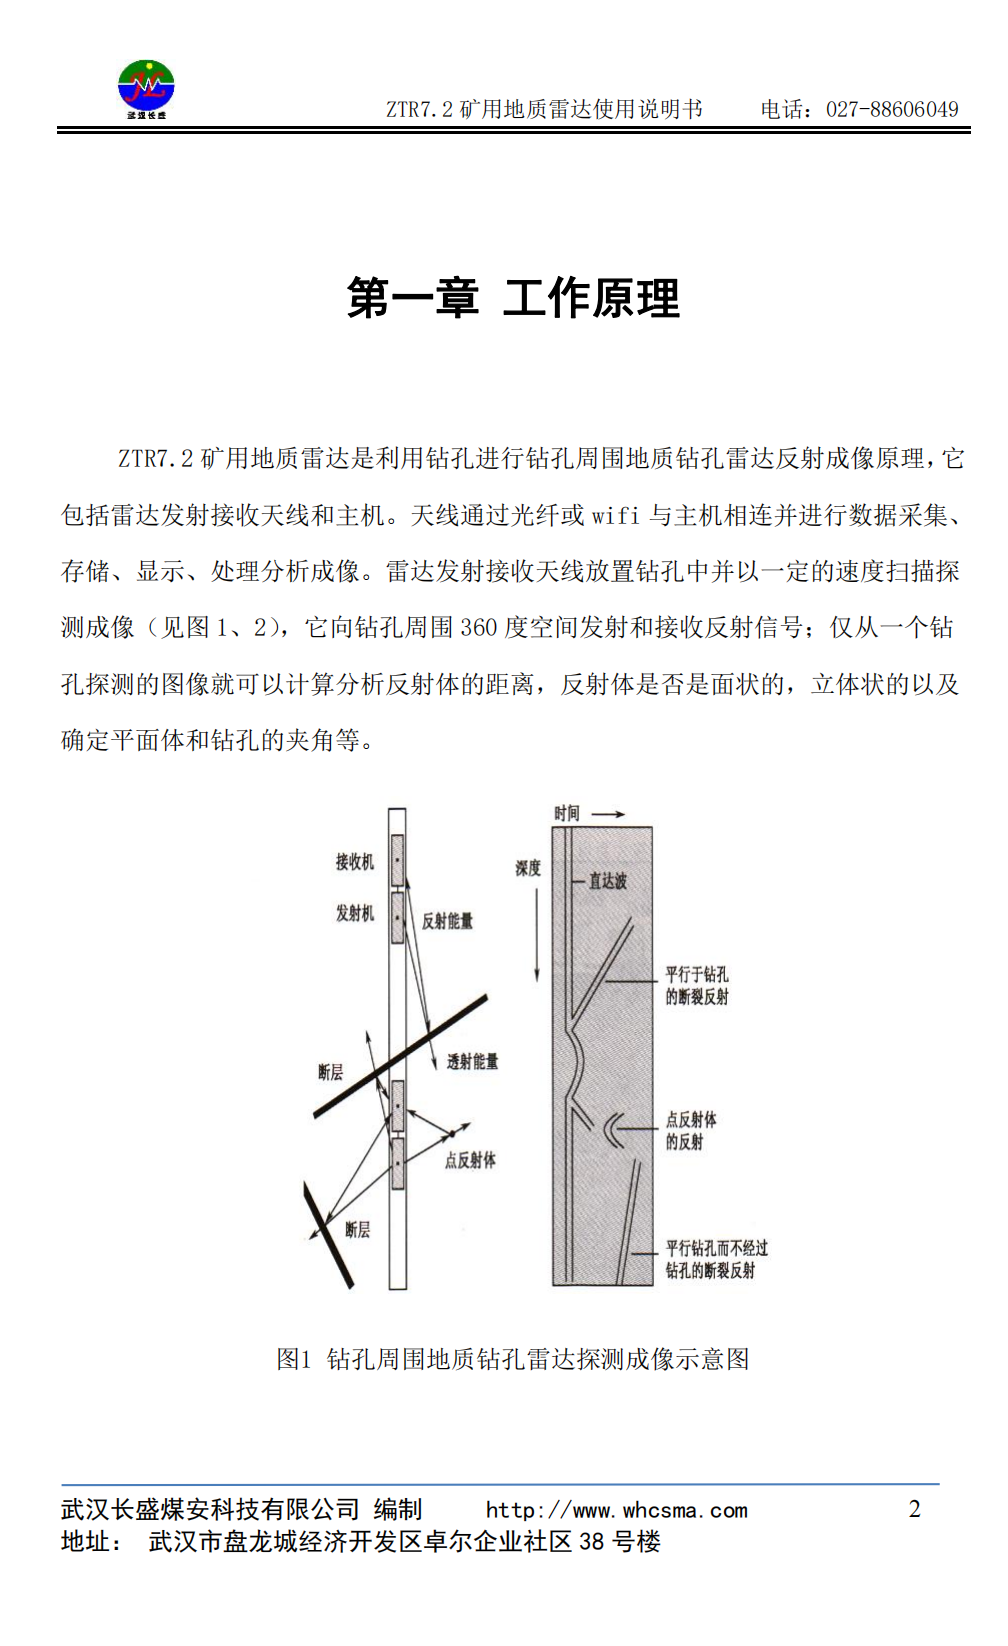 武汉长盛
ZTR7.2 矿用地质雷达使用说明书 电话：027-88606049
第一章 工作原理
ZTR7.2 矿用地质雷达是利用钻孔进行钻孔周围地质钻孔雷达反射成像原理，它
包括雷达发射接收天线和主机。天线通过光纤或 wifi 与主机相连并进行数据采集、
存储、显示、处理分析成像。雷达发射接收天线放置钻孔中并以一定的速度扫描探
测成像（见图 1、2），它向钻孔周围 360 度空间发射和接收反射信号；仅从一个钻
孔探测的图像就可以计算分析反射体的距离，反射体是否是面状的，立体状的以及
确定平面体和钻孔的夹角等。
接收机
发射机
反射能量
断层
透射能量
点反射体
断层
时间
深度
直达波
平行于钻孔
的断裂反射
点反射体
的反射
平行钻孔而不经过
钻孔的断裂反射
图1 钻孔周围地质钻孔雷达探测成像示意图
武汉长盛煤安科技有限公司 编制 http://www.whcsma.com 2
地址： 武汉市盘龙城经济开发区卓尔企业社区 38 号楼